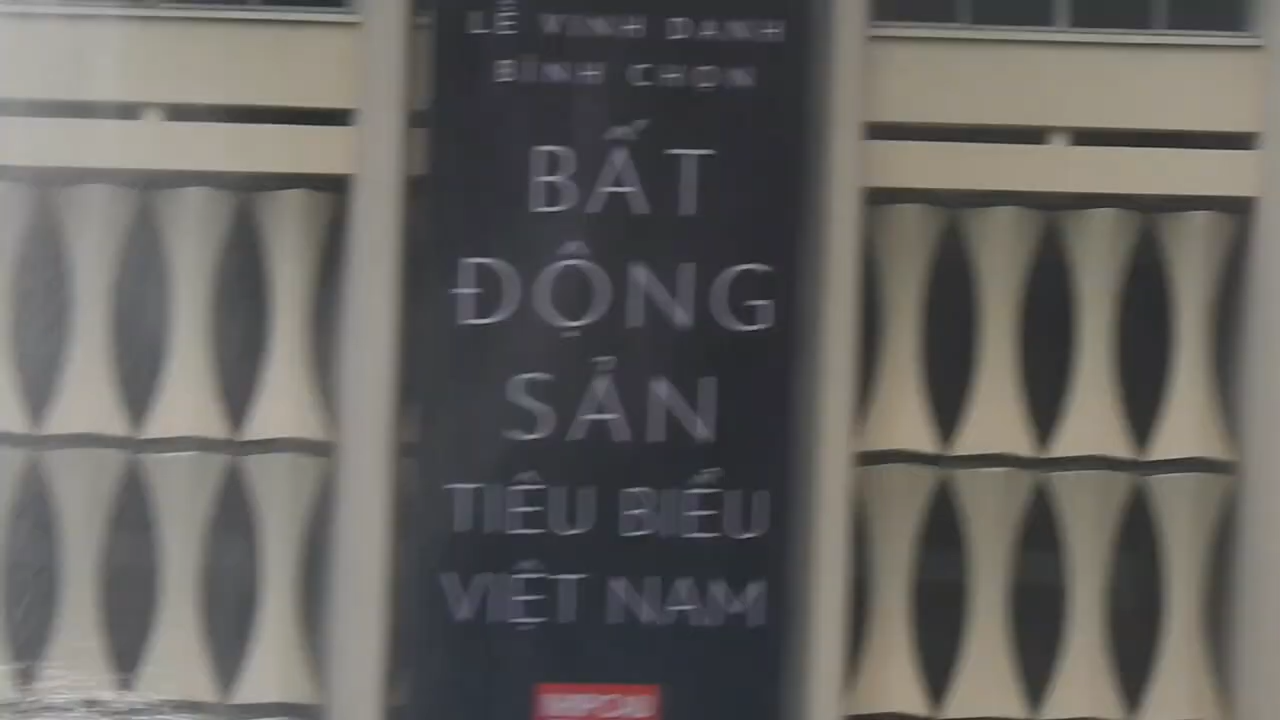 LỄ VINH DANH
BÌNH CHỌN
BẤT
ĐỘNG
SẢN
TIÊU BIỂU
VIỆT NAM